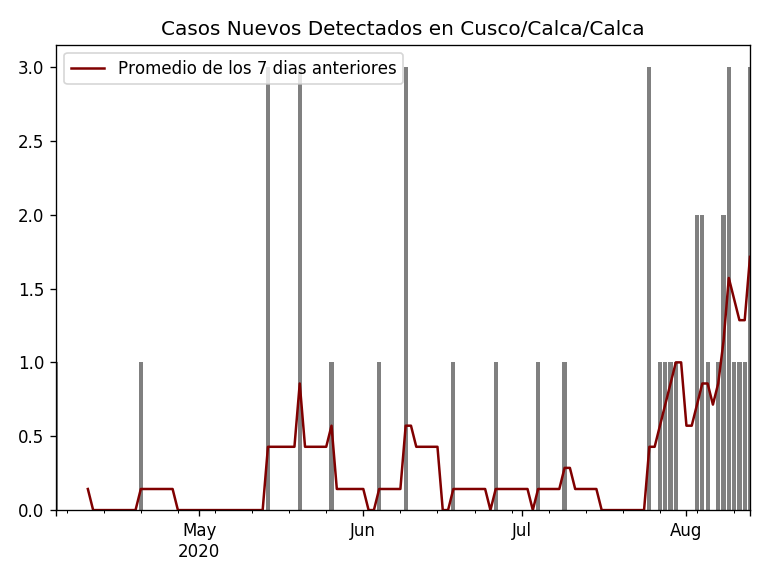 Casos Nuevos Detectados en Cusco/Calca/Calca
Promedio de los 7 dias anteriores
3.0
2.5
2.0
1.5
1.0
0.5
0.0
May
2020
Jun
Jul
Aug